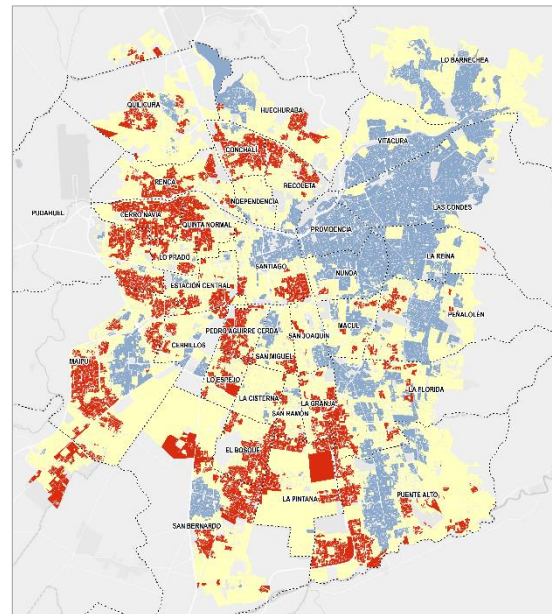 LO BARNECHEA
QUILICURA
HUECHURABA
VITACURA
CONCHALÍ
RENCA
RECOLETA
INDEPENDENCIA
LAS CONDES
PUDAHUEL
CERRO NAVIA
QUINTA NORMAL
PROVIDENCIA
LO PRADO
SANTIAGO
LA REINA
ÑUÑOA
ESTACIÓN CENTRAL
PEÑALOLÉN
PEDRO AGUIRRE CERDA
MACUL
SAN JOAQUÍN
CERRILLOS
SAN MIGUEL
MAIPÚ
LO ESPEJO
LA FLORIDA
LA CISTERNA
LA GRANJA
SAN RAMÓN
EL BOSQUE
LA PINTANA
PUENTE ALTO
SAN BERNARDO